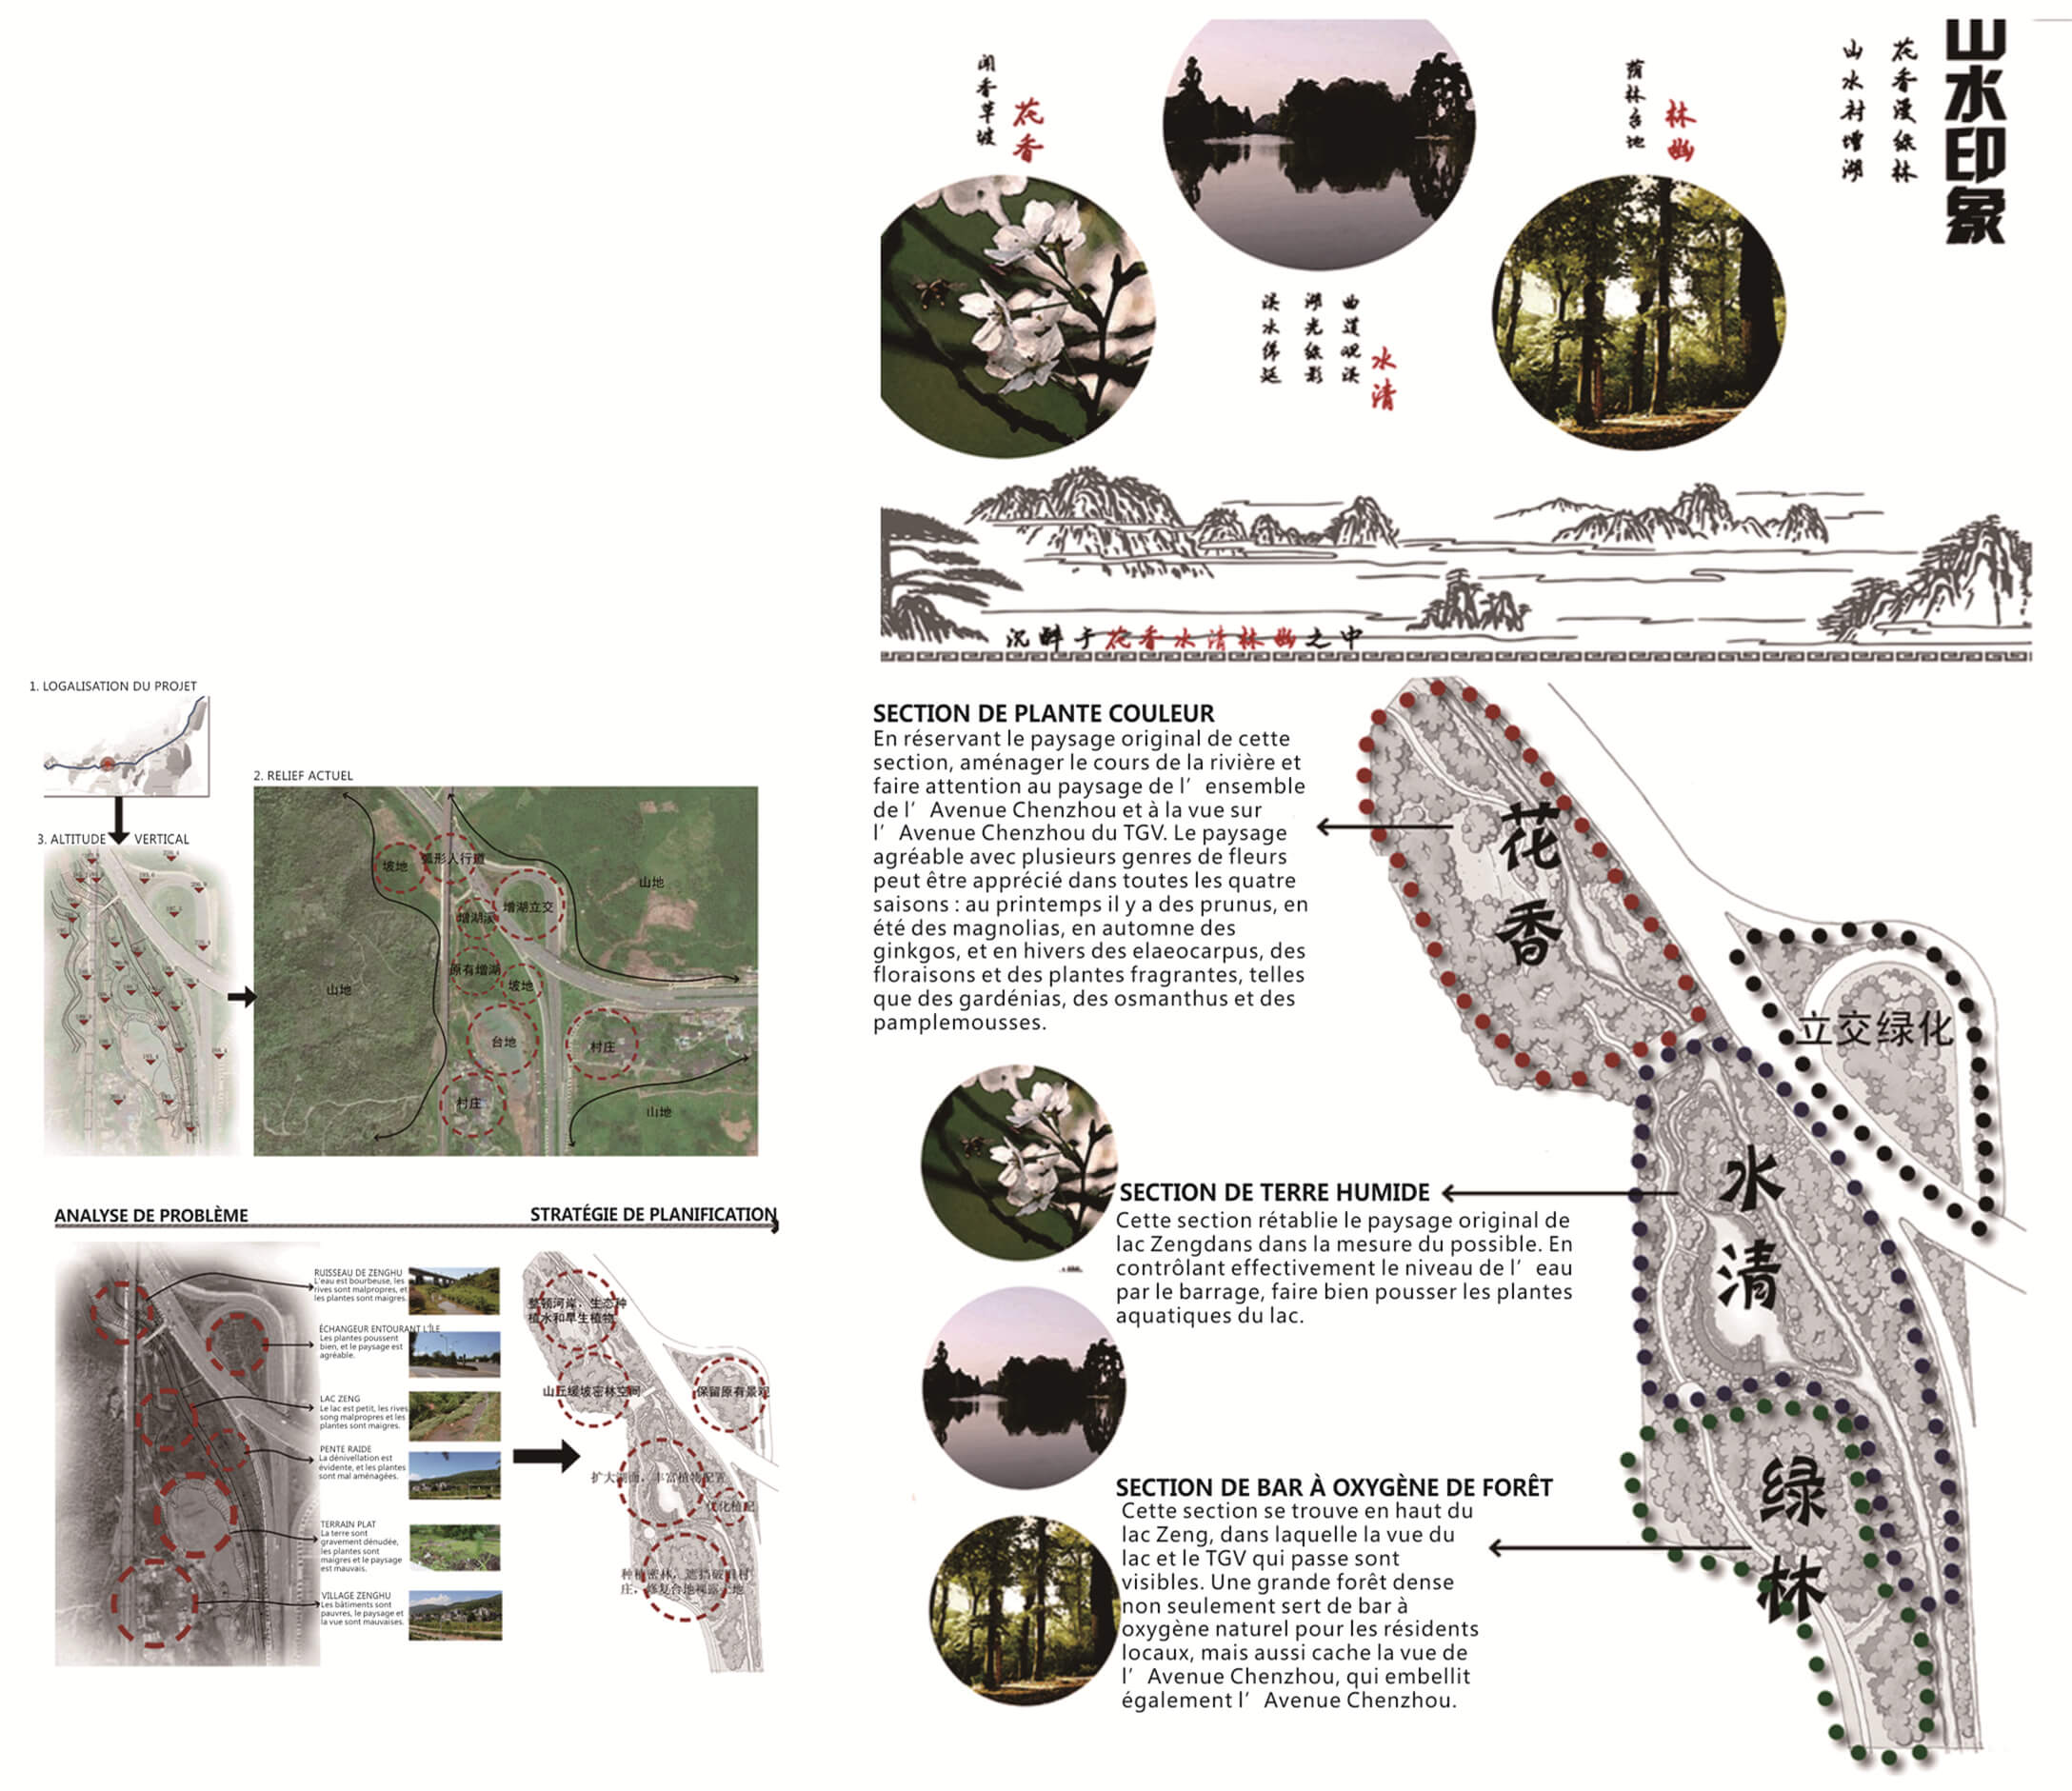 山水印象
花香漫绿林
山水衬增湖
花香
闻香草坡
林幽
荫林台地
水清
曲道观溪
湖光绿影
溪水绵延
沉醉于花香水清林幽之中
1. LOGALISATION DU PROJET
2. RELIEF ACTUEL
3. ALTITUDE VERTICAL
坡地
弧形人行道
山地
增湖立交
增湖溪
原有增湖
坡地
山地
台地
村庄
村庄
山地
ANALYSE DE PROBLÈME
STRATÉGIE DE PLANIFICATION
RUISSEAU DE ZENGHU
L'eau est bourbeuse, les
rives sont malpropres, et
les plantes sont maigres.
ÉCHANGEUR ENTOURANT L'ÎLE
Les plantes poussent
bien, et le paysage est
agréable.
LAC ZENG
Le lac est petit, les rives
song malpropres et les
plantes sont maigres.
PENTE RAIDE
La dénivellation est
évidente, et les plantes
sont mal aménagées.
TERRAIN PLAT
La terre sont
gravement dénudée,
les plantes sont
maigres et le paysage
est mauvais.
VILLAGE ZENGHU
Les bâtiments sont
pauvres, le paysage et
la vue sont mauvaises.
整顿河岸，生态种
植水和旱生植物
山丘缓坡密林空间
保留原有景观
扩大湖面，丰富植物配置
优化植配
种植密林，遮挡破旧村
庄，修复台地裸露土地
SECTION DE PLANTE COULEUR
En réservant le paysage original de cette
section, aménager le cours de la rivière et
faire attention au paysage de l’ensemble
de l’Avenue Chenzhou et à la vue sur
l’Avenue Chenzhou du TGV. Le paysage
agréable avec plusieurs genres de fleurs
peut être apprécié dans toutes les quatre
saisons : au printemps il y a des prunus, en
été des magnolias, en automne des
ginkgos, et en hivers des elaeocarpus, des
floraisons et des plantes fragrantes, telles
que des gardénias, des osmanthus et des
pamplemousses.
SECTION DE TERRE HUMIDE
Cette section rétablie le paysage original de
lac Zengdans dans la mesure du possible. En
contrôlant effectivement le niveau de l’eau
par le barrage, faire bien pousser les plantes
aquatiques du lac.
SECTION DE BAR À OXYGÈNE DE FORÊT
Cette section se trouve en haut du
lac Zeng, dans laquelle la vue du
lac et le TGV qui passe sont
visibles. Une grande forêt dense
non seulement sert de bar à
oxygène naturel pour les résidents
locaux, mais aussi cache la vue de
l’Avenue Chenzhou, qui embellit
également l’Avenue Chenzhou.
花香
立交绿化
水清
绿林